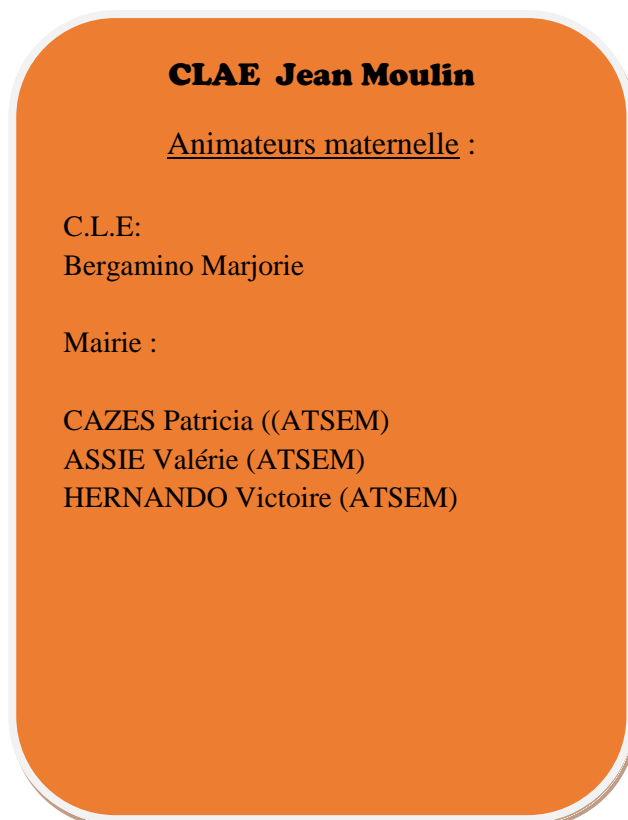 CLAE Jean Moulin
Animateurs maternelle :
C.L.E:
Bergamino Marjorie
Mairie :
CAZES Patricia ((ATSEM)
ASSIE Valérie (ATSEM)
HERNANDO Victoire (ATSEM)